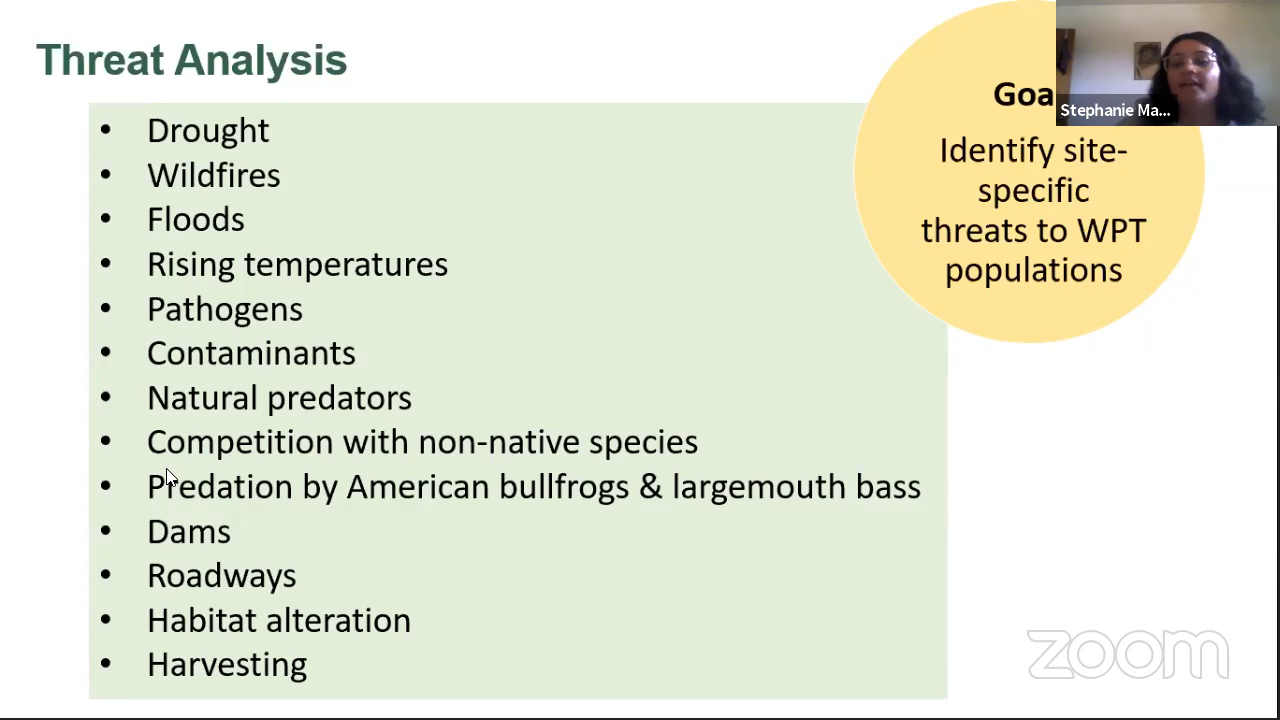 Threat Analysis
• Drought
• Wildfires
• Floods
• Rising temperatures
• Pathogens
• Contaminants
• Natural predators
• Competition with non-native species
• Predation by American bullfrogs & largemouth bass
• Dams
• Roadways
• Habitat alteration
• Harvesting
Goa
Identify site-
specific
threats to WPT
populations
Stephanie Ma...
zoom